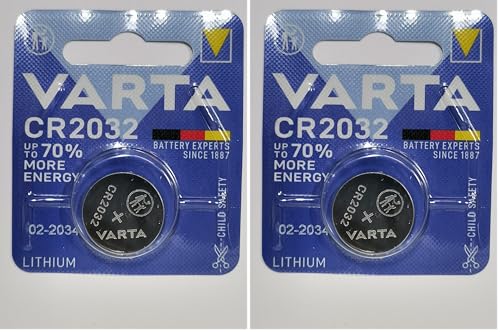 VARTA
CR2032
UP TO 70%
MORE
ENERGY
BATTERY EXPERTS
SINCE 1887
CR2032
+
VARTA
02-2034
CHILD SAFETY
LITHIUM
VARTA
CR2032
UP TO 70%
MORE
ENERGY
BATTERY EXPERTS
SINCE 1887
CR2032
+
VARTA
02-2034
CHILD SAFETY
LITHIUM